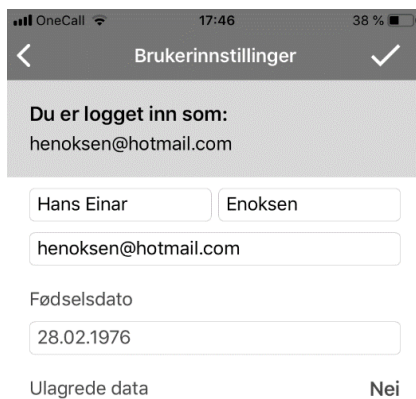 OneCall 17:46 38 %
Brukerinnstillinger
Du er logget inn som:
henoksen@hotmail.com
Hans Einar Enoksen
henoksen@hotmail.com
Fødselsdato
28.02.1976
Ulagrede data Nei